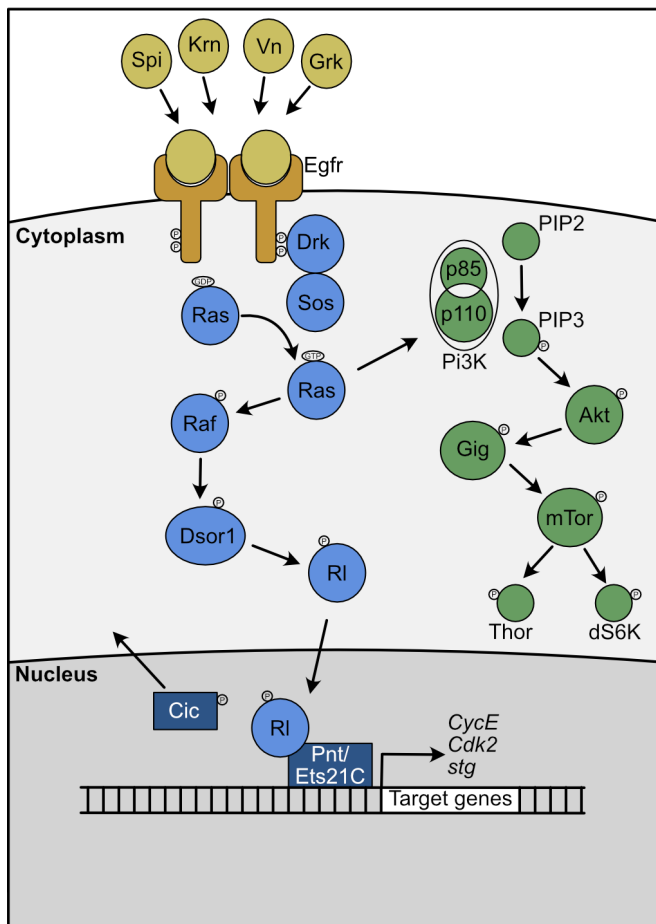 Spi
Krn
Vn
Grk
Egfr
Cytoplasm
P
P
P
P
Drk
Sos
GDP
Ras
GTP
Ras
p85
p110
Pi3K
PIP2
PIP3
P
P
Akt
P
Gig
P
mTor
P
Thor
P
dS6K
P
Raf
P
Dsor1
P
Rl
Nucleus
Cic
P
P
Rl
Pnt/
Ets21C
CycE
Cdk2
stg
Target genes